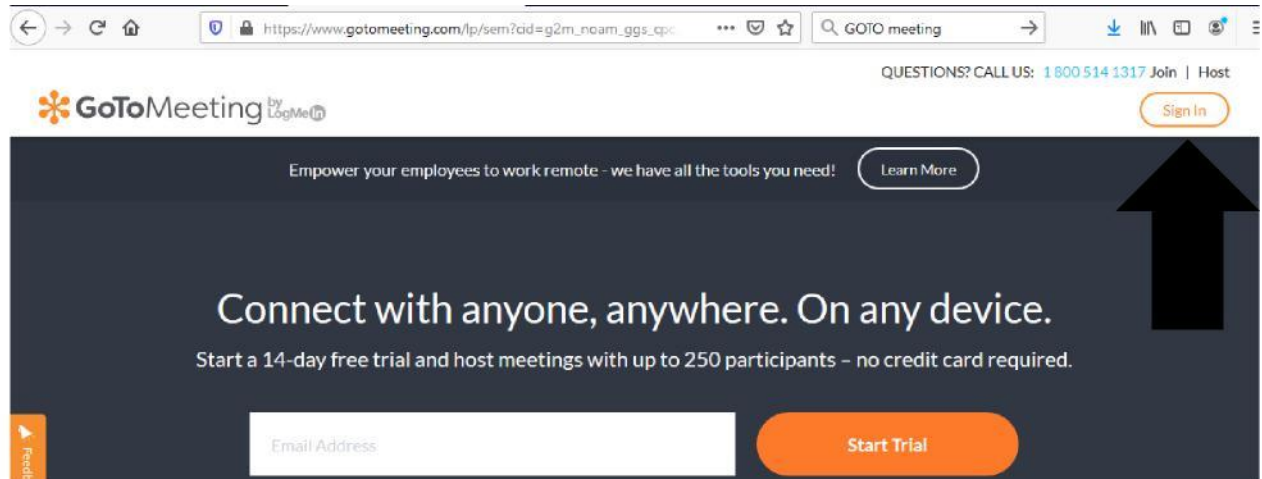 https://www.gotomeeting.com/lp/sem?cid=g2m_noam_ggs_cpc
GOTO meeting
QUESTIONS? CALL US: 1 800 514 1317 Join | Host
GoToMeeting by LogMeIn
Sign In
Empower your employees to work remote - we have all the tools you need!
Learn More
Connect with anyone, anywhere. On any device.
Start a 14-day free trial and host meetings with up to 250 participants – no credit card required.
Email Address
Start Trial
Feedb